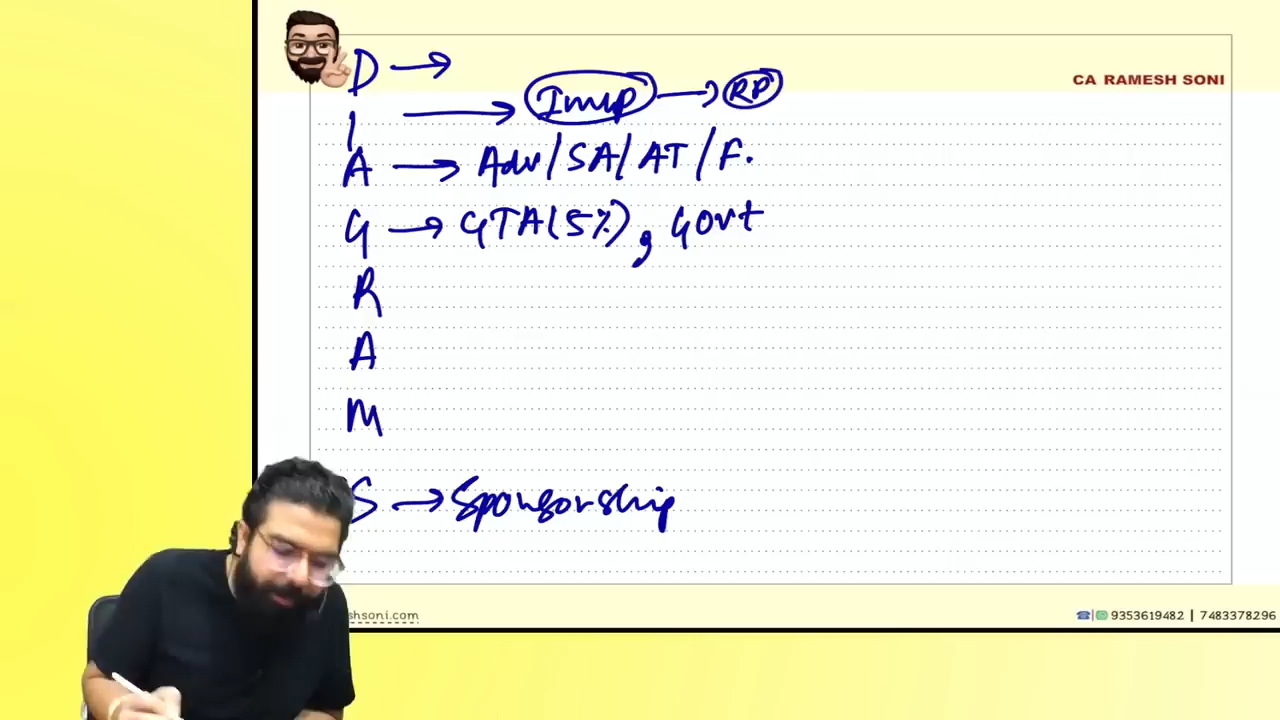 D →
CA RAMESH SONI
I → Imp → RP
A → Adv/SA/AT/F.
G → GTA(5%), Govt
R
A
M
S → Sponsorship
shsoni.com
9353619482 | 7483378296